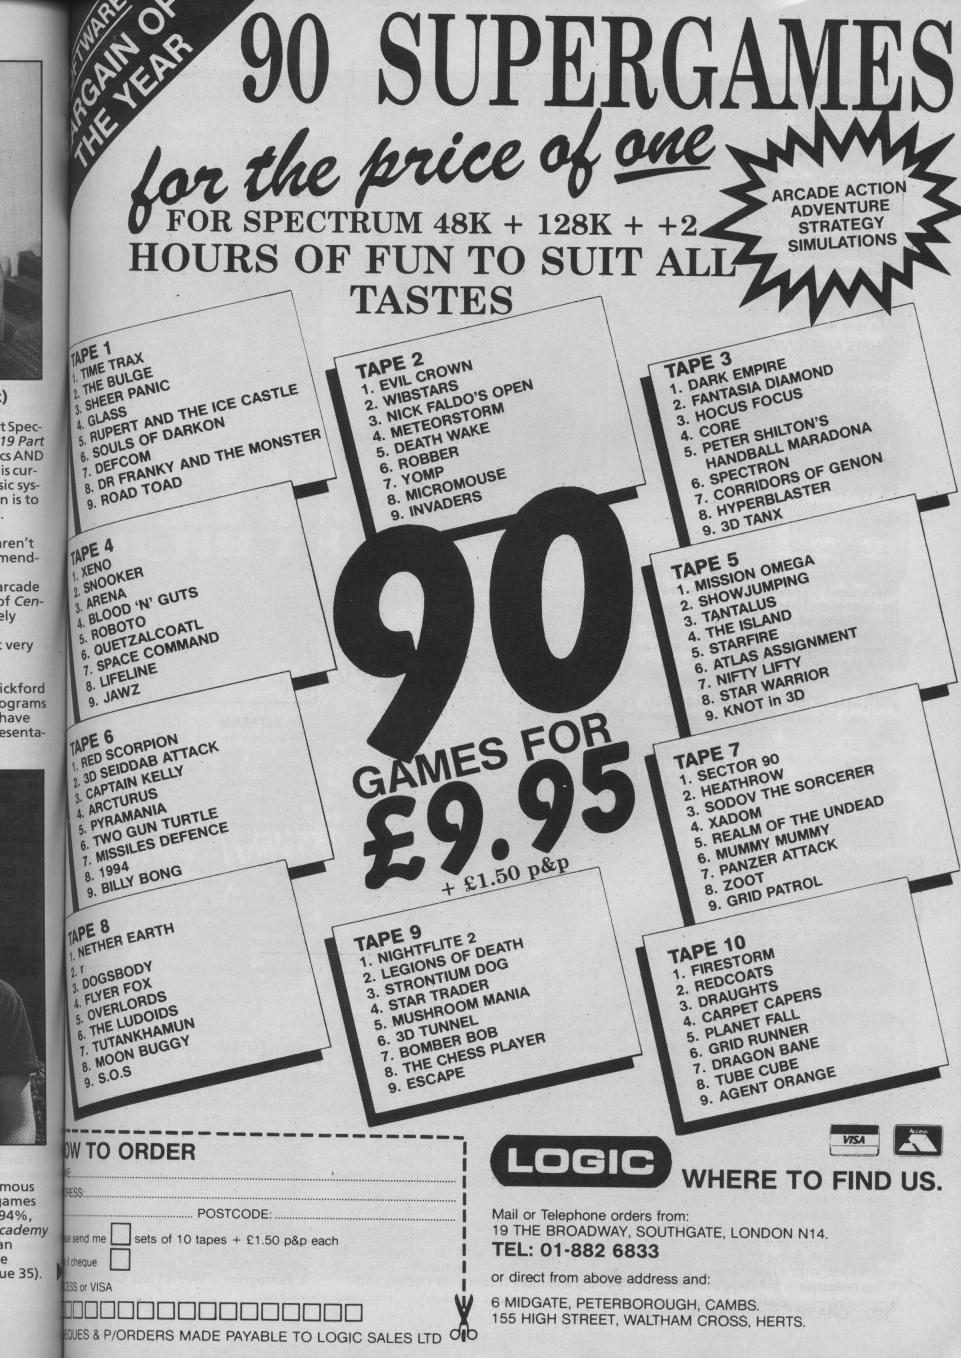 SOFTWARE
BARGAIN OF
THE YEAR
90 SUPERGAMES
for the price of one
ARCADE ACTION
ADVENTURE
STRATEGY
SIMULATIONS
FOR SPECTRUM 48K + 128K + +2
HOURS OF FUN TO SUIT ALL
TASTES
TAPE 1
1. TIME TRAX
2. THE BULGE
3. SHEER PANIC
4. GLASS
5. RUPERT AND THE ICE CASTLE
6. SOULS OF DARKON
7. DEFCOM
8. DR FRANKY AND THE MONSTER
9. ROAD TOAD
TAPE 2
1. EVIL CROWN
2. WIBSTARS
3. NICK FALDO'S OPEN
4. METEORSTORM
5. DEATH WAKE
6. ROBBER
7. YOMP
8. MICROMOUSE
9. INVADERS
TAPE 3
1. DARK EMPIRE
2. FANTASIA DIAMOND
3. HOCUS FOCUS
4. CORE
5. PETER SHILTON'S
HANDBALL MARADONA
6. SPECTRON
7. CORRIDORS OF GENON
8. HYPERBLASTER
9. 3D TANX
TAPE 4
1. XENO
2. SNOOKER
3. ARENA
4. BLOOD 'N' GUTS
5. ROBOTO
6. QUETZALCOATL
7. SPACE COMMAND
8. LIFELINE
9. JAWZ
TAPE 5
1. MISSION OMEGA
2. SHOWJUMPING
3. TANTALUS
4. THE ISLAND
5. STARFIRE
6. ATLAS ASSIGNMENT
7. NIFTY LIFTY
8. STAR WARRIOR
9. KNOT in 3D
90
GAMES FOR
£9.95
+ £1.50 p&p
TAPE 6
1. RED SCORPION
2. 3D SEIDDAB ATTACK
3. CAPTAIN KELLY
4. ARCTURUS
5. PYRAMANIA
6. TWO GUN TURTLE
7. MISSILES DEFENCE
8. 1994
9. BILLY BONG
TAPE 7
1. SECTOR 90
2. HEATHROW
3. SODOV THE SORCERER
4. XADOM
5. REALM OF THE UNDEAD
6. MUMMY MUMMY
7. PANZER ATTACK
8. ZOOT
9. GRID PATROL
TAPE 8
1. NETHER EARTH
2. r
3. DOGSBODY
4. FLYER FOX
5. OVERLORDS
6. THE LUDOIDS
7. TUTANKHAMUN
8. MOON BUGGY
9. S.O.S
TAPE 9
1. NIGHTFLITE 2
2. LEGIONS OF DEATH
3. STRONTIUM DOG
4. STAR TRADER
5. MUSHROOM MANIA
6. 3D TUNNEL
7. BOMBER BOB
8. THE CHESS PLAYER
9. ESCAPE
TAPE 10
1. FIRESTORM
2. REDCOATS
3. DRAUGHTS
4. CARPET CAPERS
5. PLANET FALL
6. GRID RUNNER
7. DRAGON BANE
8. TUBE CUBE
9. AGENT ORANGE
TO ORDER
POSTCODE:
send me sets of 10 tapes + £1.50 p&p each
cheque
or VISA
& P/ORDERS MADE PAYABLE TO LOGIC SALES LTD
VISA
Access
LOGIC
WHERE TO FIND US.
Mail or Telephone orders from:
19 THE BROADWAY, SOUTHGATE, LONDON N14.
TEL: 01-882 6833
or direct from above address and:
6 MIDGATE, PETERBOROUGH, CAMBS.
155 HIGH STREET, WALTHAM CROSS, HERTS.